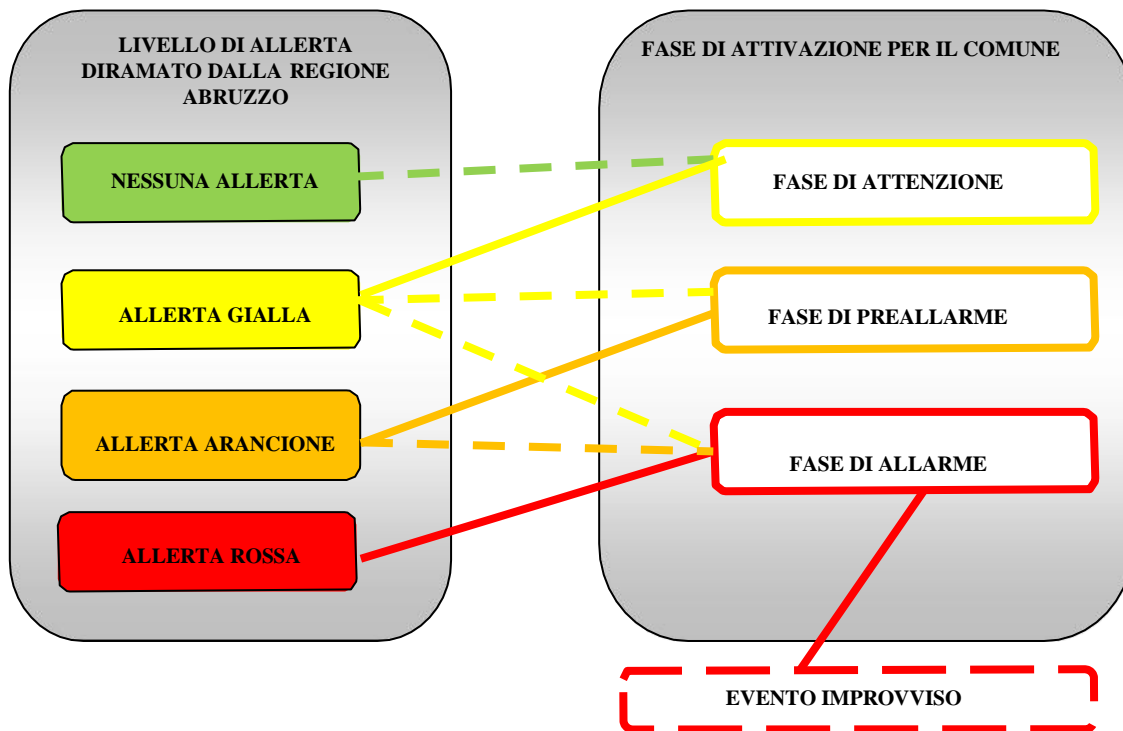 LIVELLO DI ALLERTA
DIRAMATO DALLA REGIONE
ABRUZZO
NESSUNA ALLERTA
ALLERTA GIALLA
ALLERTA ARANCIONE
ALLERTA ROSSA
FASE DI ATTIVAZIONE PER IL COMUNE
FASE DI ATTENZIONE
FASE DI PREALLARME
FASE DI ALLARME
EVENTO IMPROVVISO